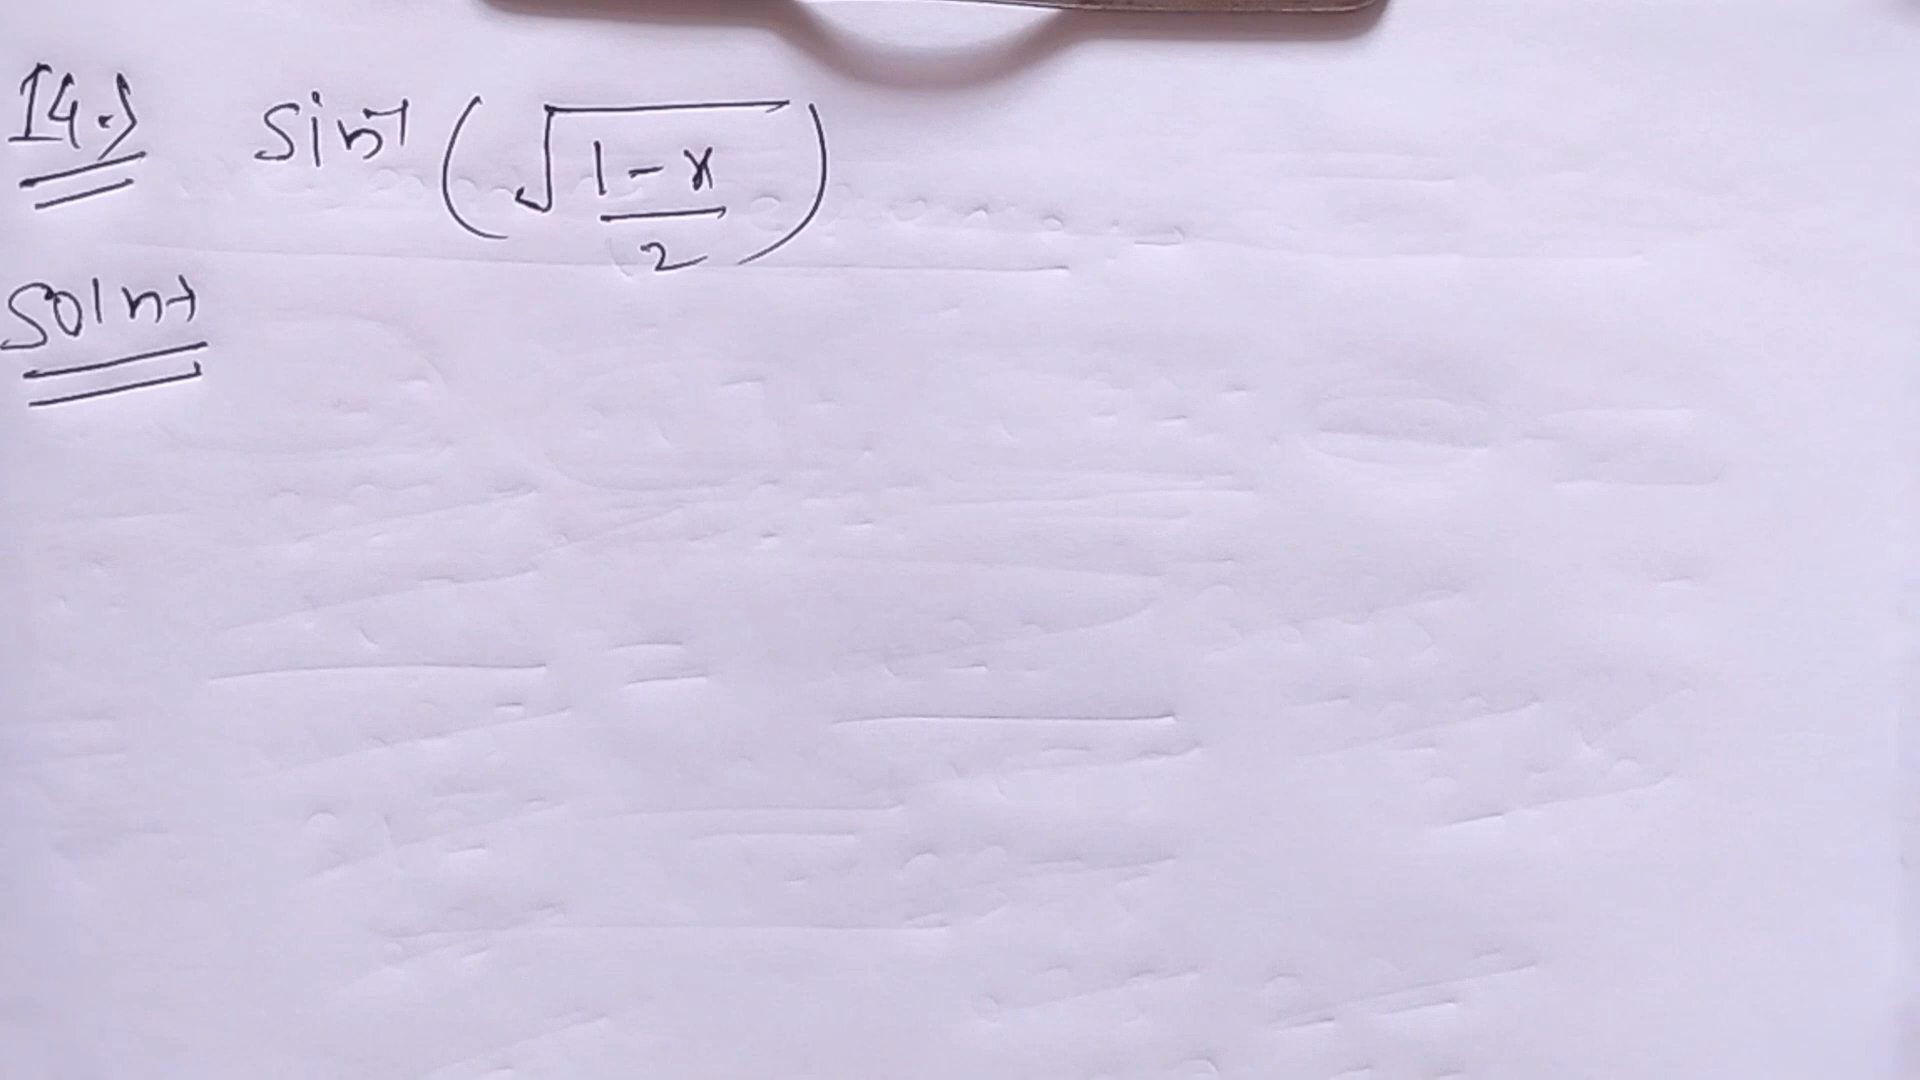 14.) sin⁻¹ (√(1-x)/2)
Soln→